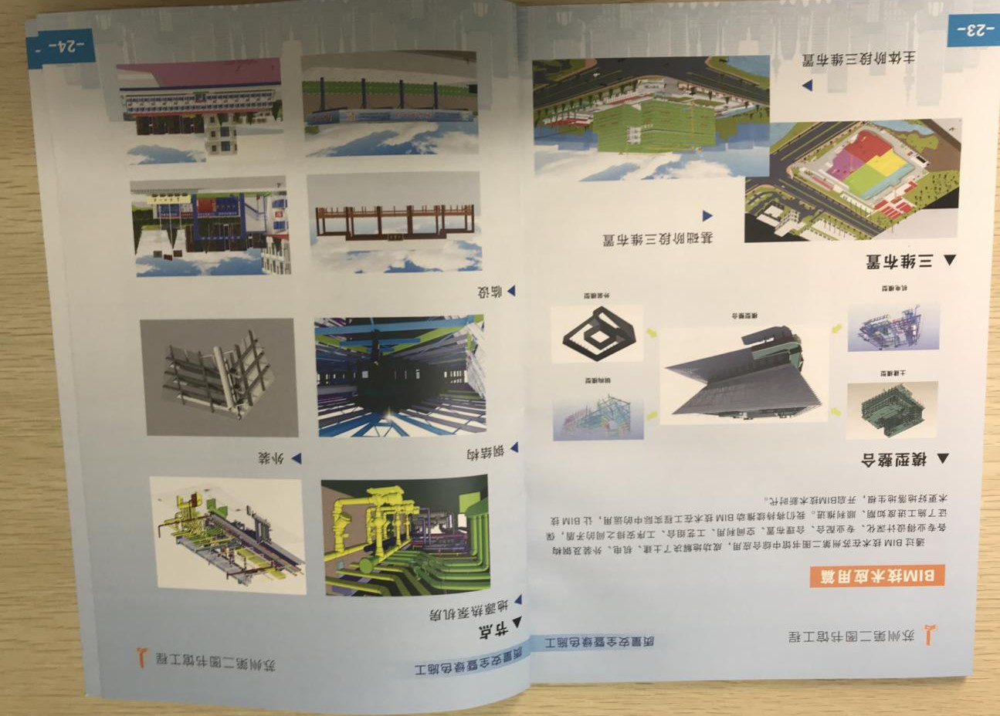 苏州第二图书馆工程
质量安全暨绿色施工
BIM技术应用篇
通过 BIM 技术在苏州第二图书馆中综合应用，成功地解决了土建、机电、外装及钢构
各专业得设计深化、专业配合、合理布置、空间利用、工艺组合、工序安排之间的矛盾，保
证了施工进度如期、顺利推进。我们将持续推动 BIM 技术在工程实际中的运用，让 BIM 技
术更好地落地生根，开启BIM技术新时代。
▲ 模型整合
土建模型
钢构模型
机电模型
模型整合
外装模型
▲ 三维布置
基础阶段三维布置
主体阶段三维布置
-23-
质量安全暨绿色施工
苏州第二图书馆工程
▲ 节点
地源热泵机房
钢结构
外装
临设
-24-